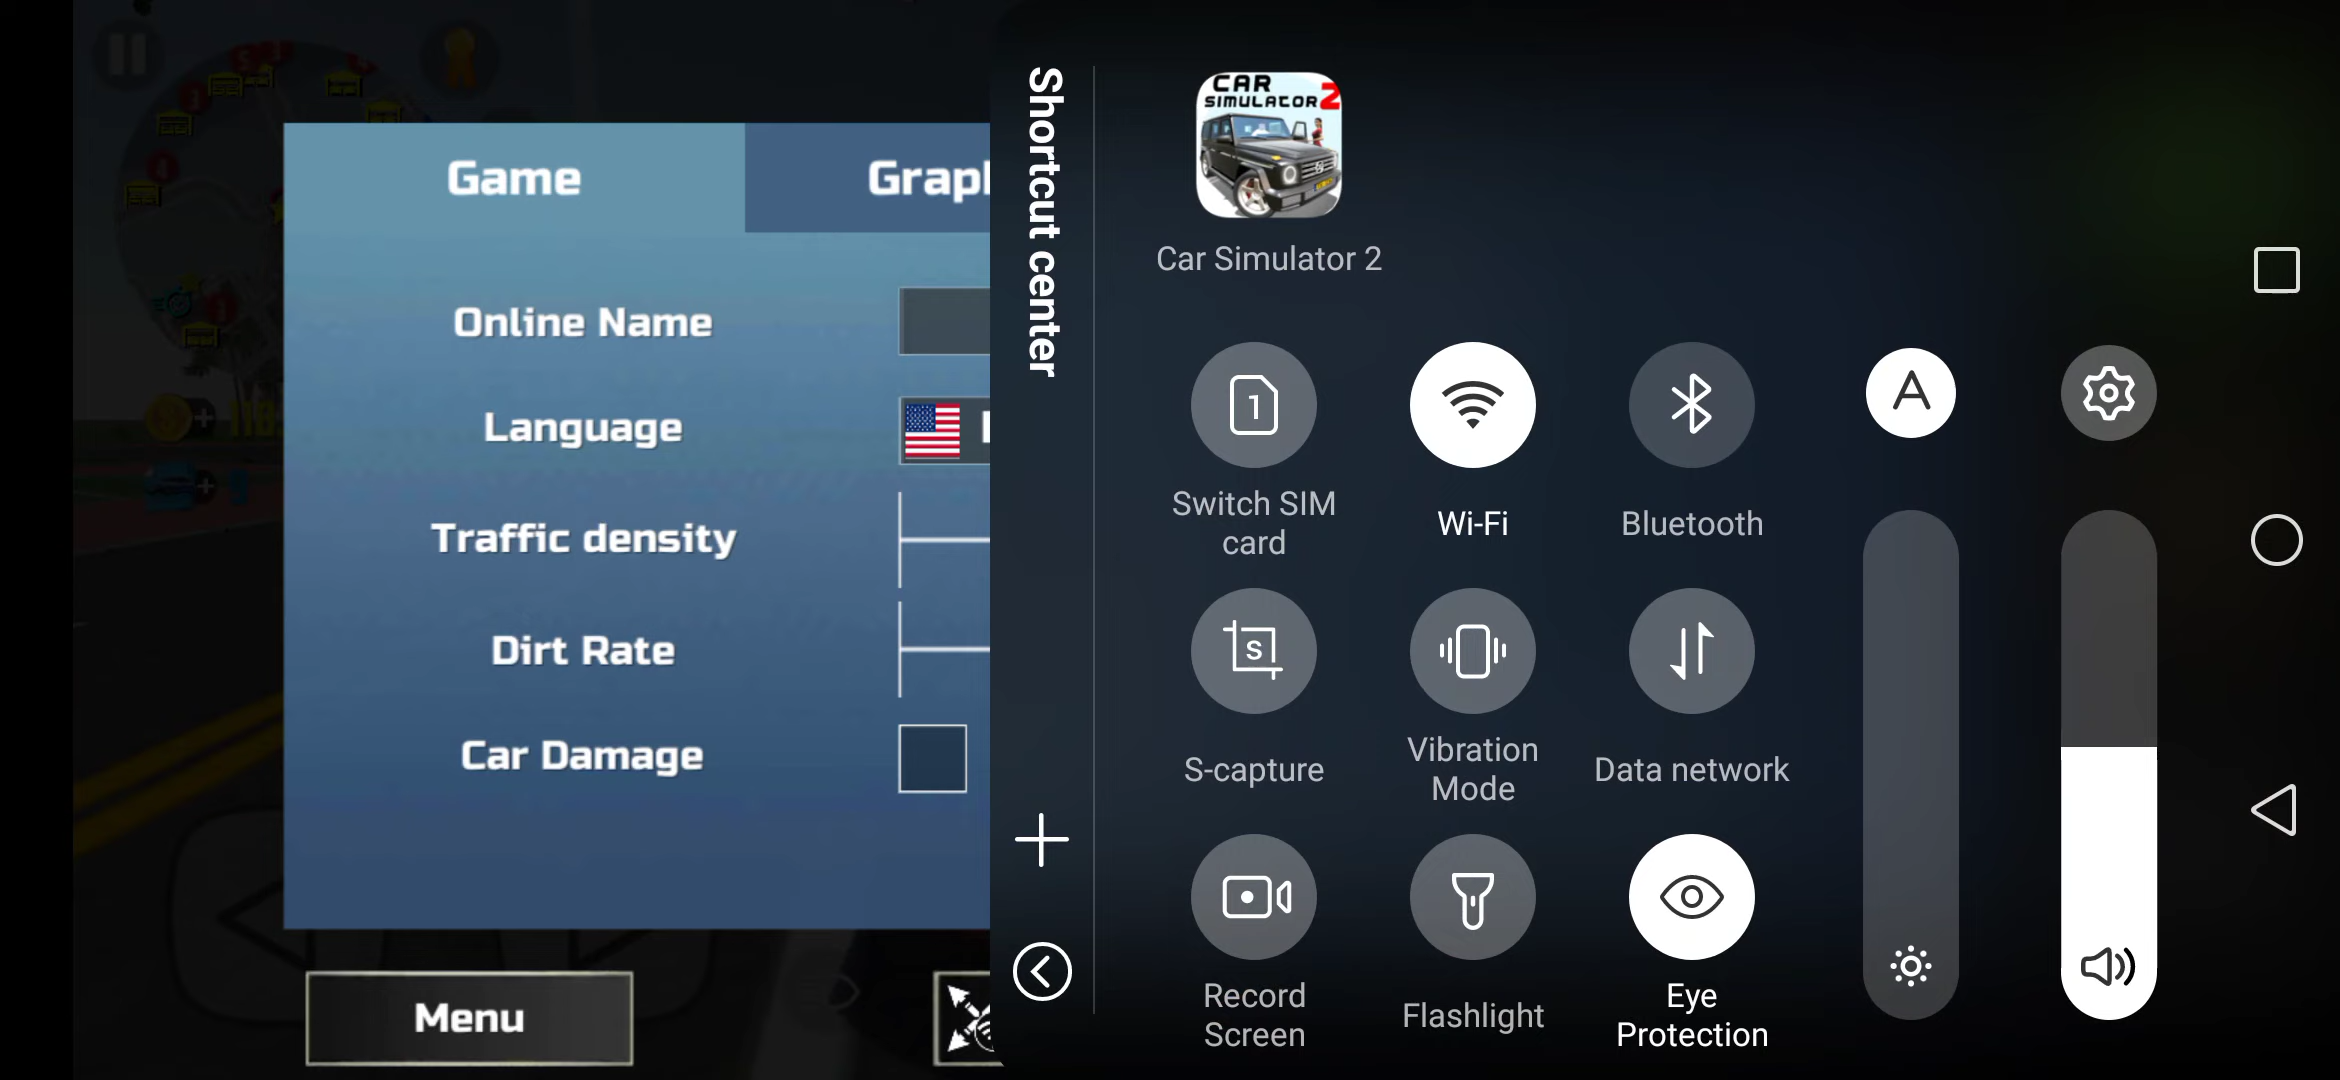 Game
Online Name
Language
Traffic density
Dirt Rate
Car Damage
Menu
Shortcut center
CAR
SIMULATOR 2
Car Simulator 2
1
Switch SIM
card
Wi-Fi
Bluetooth
A
S
S-capture
Vibration
Mode
Data network
Record
Screen
Flashlight
Eye
Protection